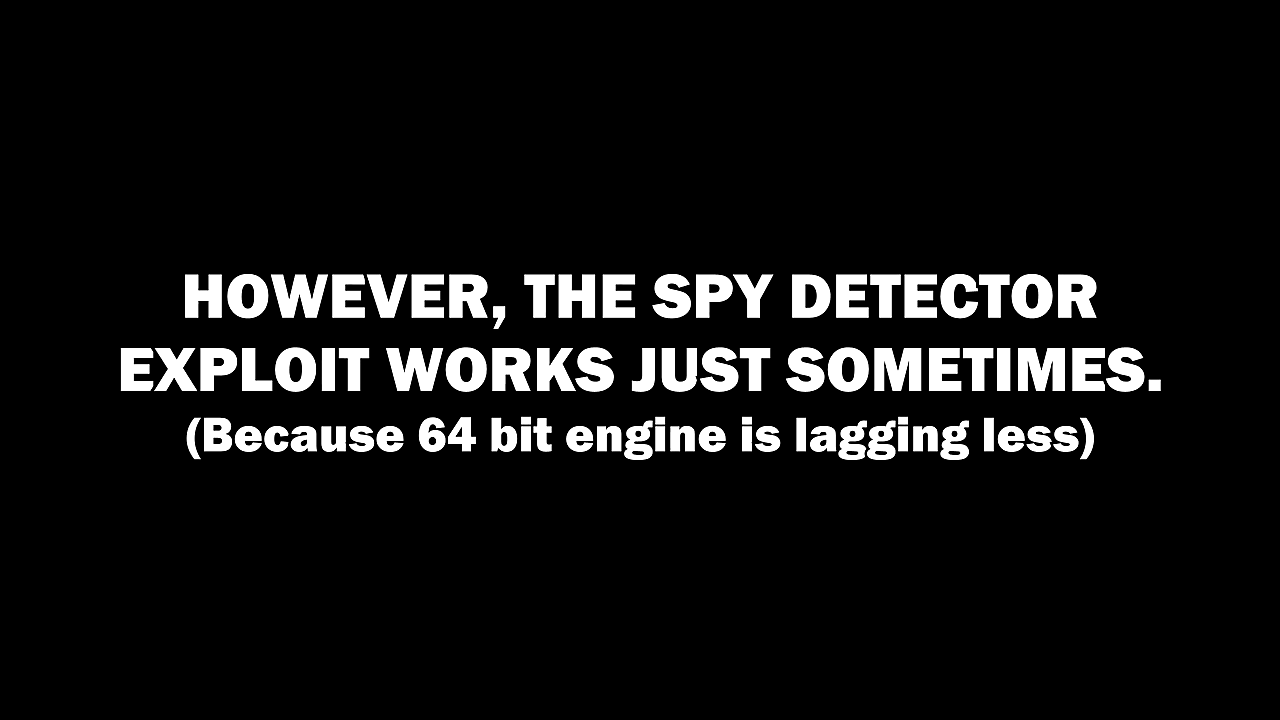 HOWEVER, THE SPY DETECTOR
EXPLOIT WORKS JUST SOMETIMES.
(Because 64 bit engine is lagging less)